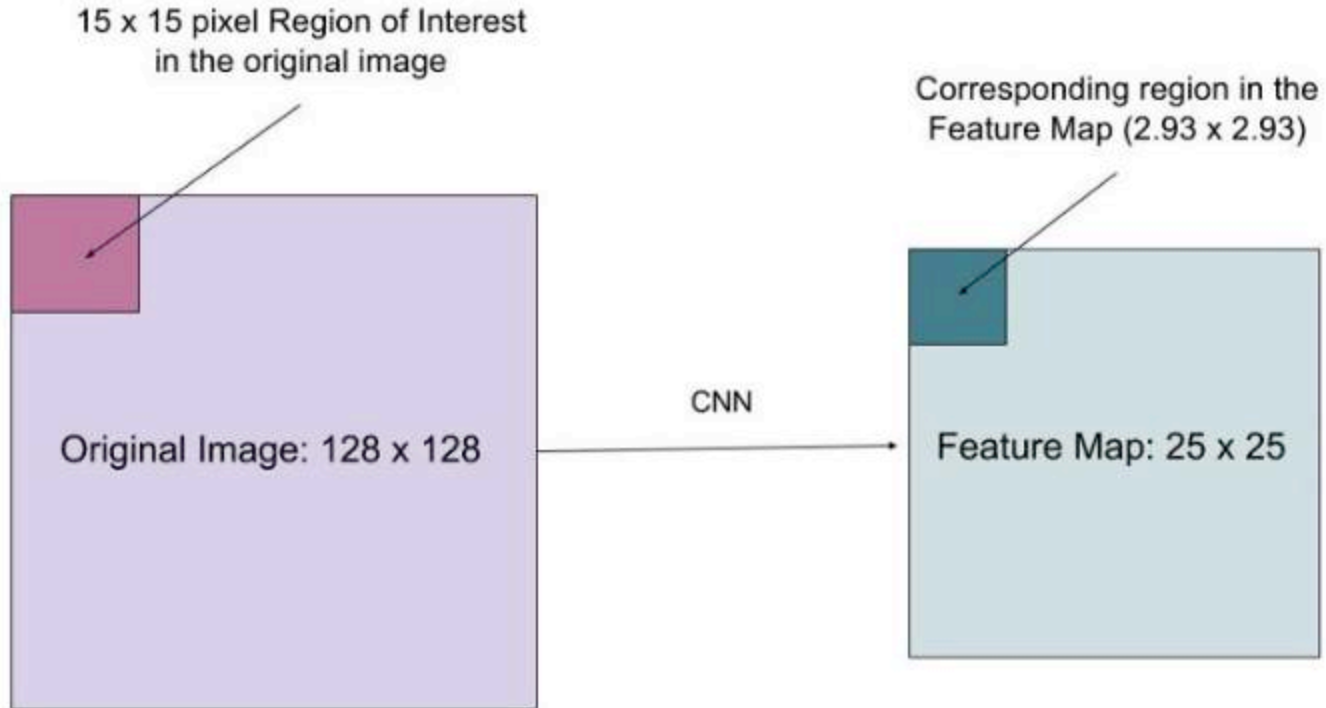 15 x 15 pixel Region of Interest
in the original image
Corresponding region in the
Feature Map (2.93 x 2.93)
CNN
Original Image: 128 x 128
Feature Map: 25 x 25